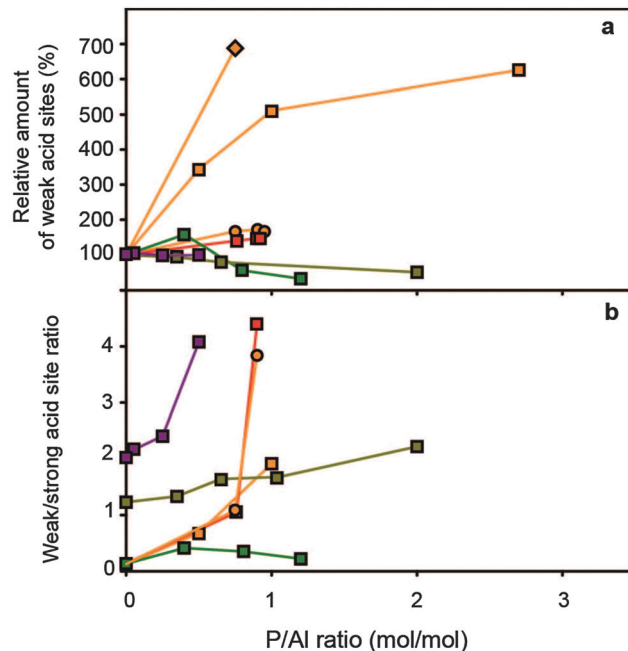 a
Relative amount
of weak acid sites (%)
700
600
500
400
300
200
100
b
Weak/strong acid site ratio
4
3
2
1
0
0 1 2 3
P/Al ratio (mol/mol)